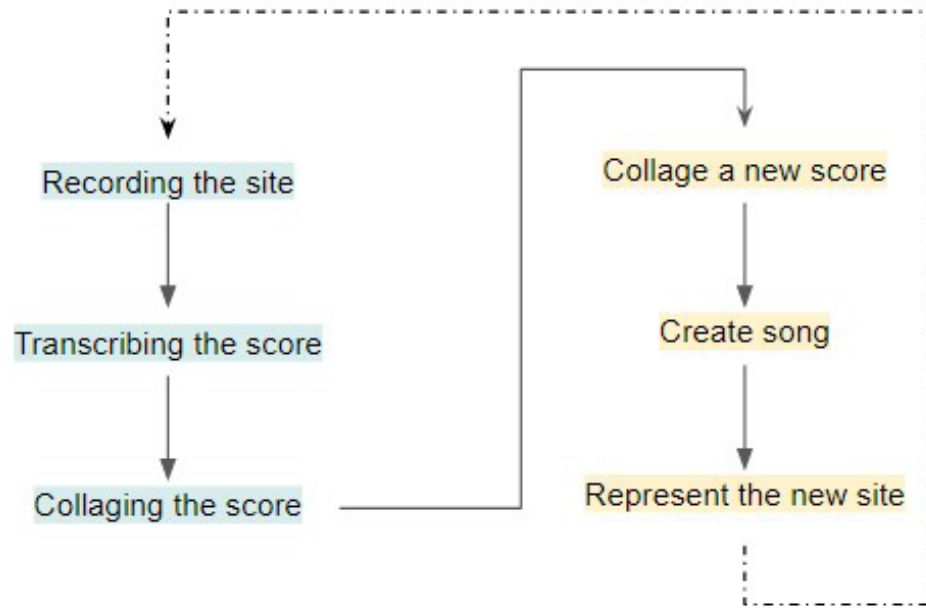 Recording the site
Transcribing the score
Collaging the score
Collage a new score
Create song
Represent the new site